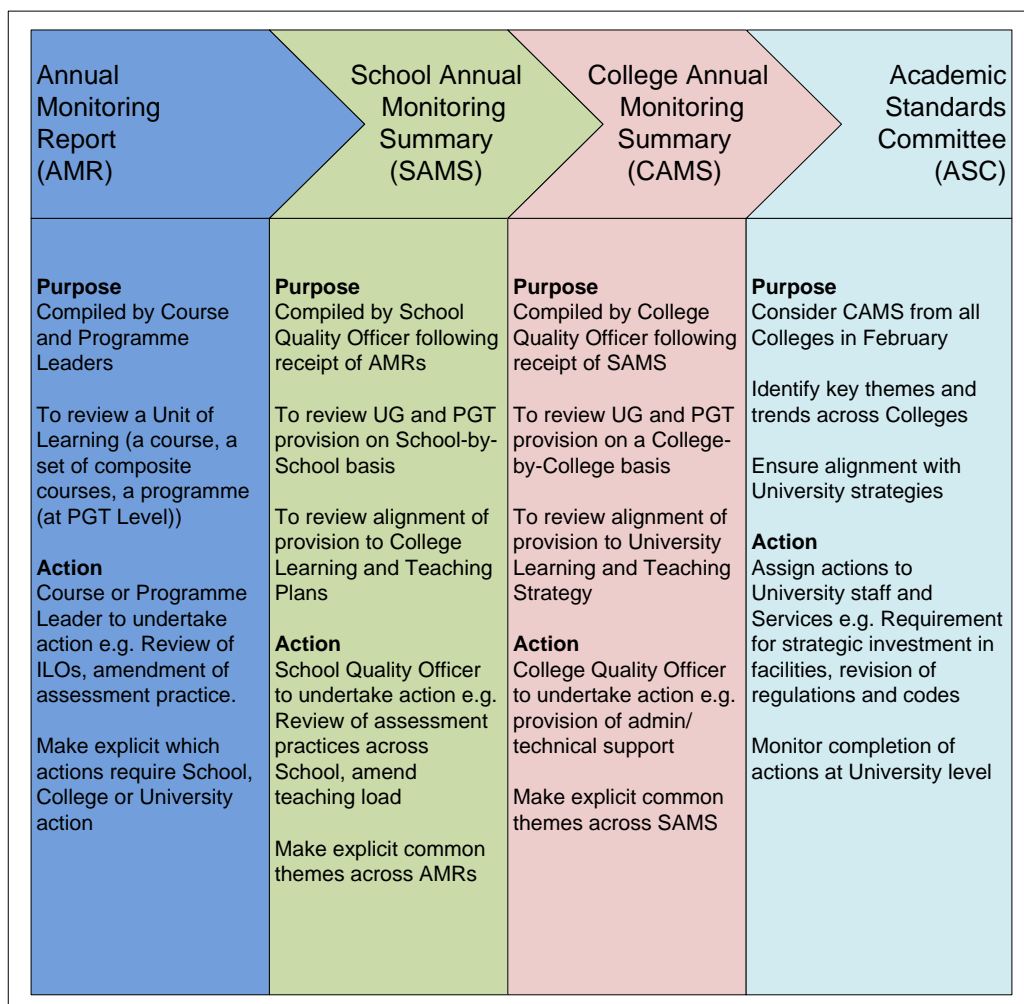 Annual
Monitoring
Report
(AMR)
School Annual
Monitoring
Summary
(SAMS)
College Annual
Monitoring
Summary
(CAMS)
Academic
Standards
Committee
(ASC)
Purpose
Compiled by Course
and Programme
Leaders
To review a Unit of
Learning (a course, a
set of composite
courses, a programme
(at PGT Level))
Action
Course or Programme
Leader to undertake
action e.g. Review of
ILOs, amendment of
assessment practice.
Make explicit which
actions require School,
College or University
action
Purpose
Compiled by School
Quality Officer following
receipt of AMRs
To review UG and PGT
provision on School-by-
School basis
To review alignment of
provision to College
Learning and Teaching
Plans
Action
School Quality Officer
to undertake action e.g.
Review of assessment
practices across
School, amend
teaching load
Make explicit common
themes across AMRs
Purpose
Compiled by College
Quality Officer following
receipt of SAMS
To review UG and PGT
provision on a College-
by-College basis
To review alignment of
provision to University
Learning and Teaching
Strategy
Action
College Quality Officer
to undertake action e.g.
provision of admin/
technical support
Make explicit common
themes across SAMS
Purpose
Consider CAMS from all
Colleges in February
Identify key themes and
trends across Colleges
Ensure alignment with
University strategies
Action
Assign actions to
University staff and
Services e.g. Requirement
for strategic investment in
facilities, revision of
regulations and codes
Monitor completion of
actions at University level